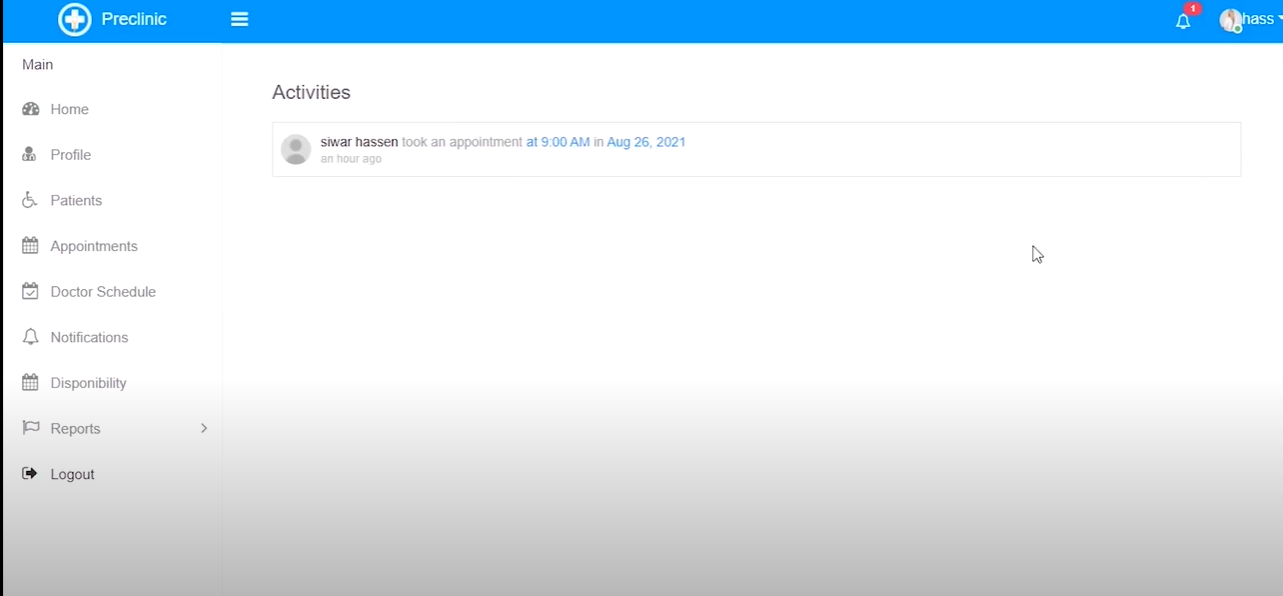 Preclinic
1
hass
Main
Home
Profile
Patients
Appointments
Doctor Schedule
Notifications
Disponibility
Reports
Logout
Activities
siwar hassen took an appointment at 9:00 AM in Aug 26, 2021
an hour ago